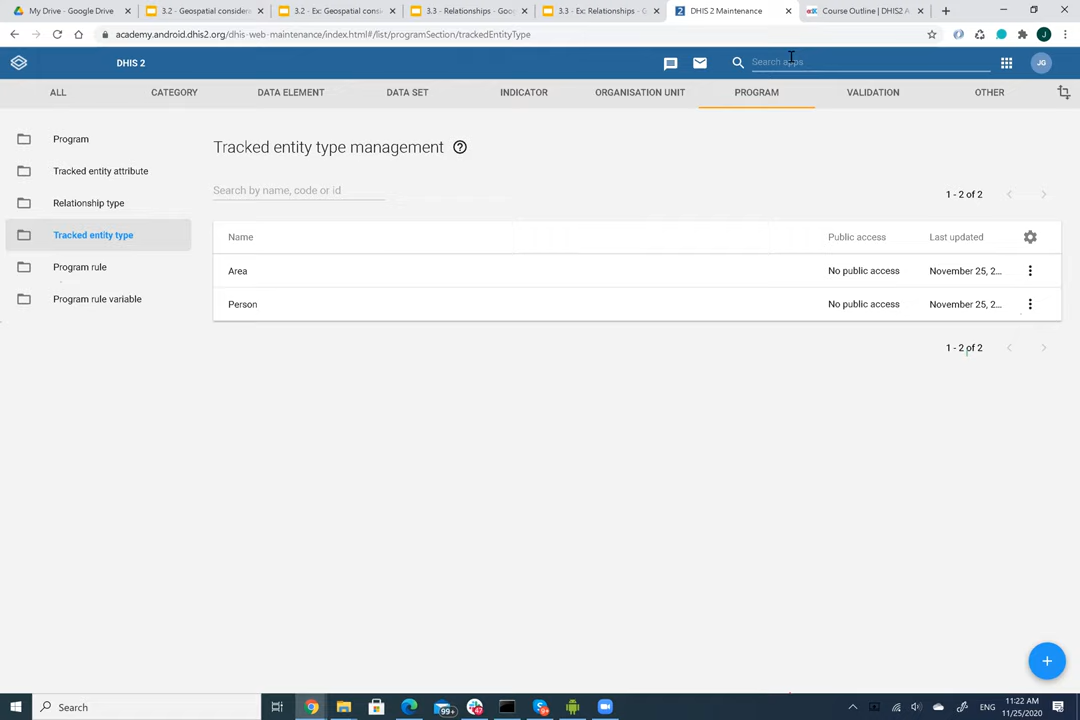 My Drive - Google Drive
3.2 - Geospatial consideratio
3.2 - Ex: Geospatial consi
3.3 - Relationships - Goo
3.3 - Ex: Relationships - G
DHIS 2 Maintenance
Course Outline | DHIS2 A
academy.android.dhis2.org/dhis-web-maintenance/index.html#/list/programSection/trackedEntityType
DHIS 2
Search apps
JG
ALL
CATEGORY
DATA ELEMENT
DATA SET
INDICATOR
ORGANISATION UNIT
PROGRAM
VALIDATION
OTHER
Program
Tracked entity attribute
Relationship type
Tracked entity type
Program rule
Program rule variable
Tracked entity type management
Search by name, code or id
1 - 2 of 2
Name Public access Last updated
Area No public access November 25, 2...
Person No public access November 25, 2...
1 - 2 of 2
Search
99+
ENG
11:22 AM
11/25/2020